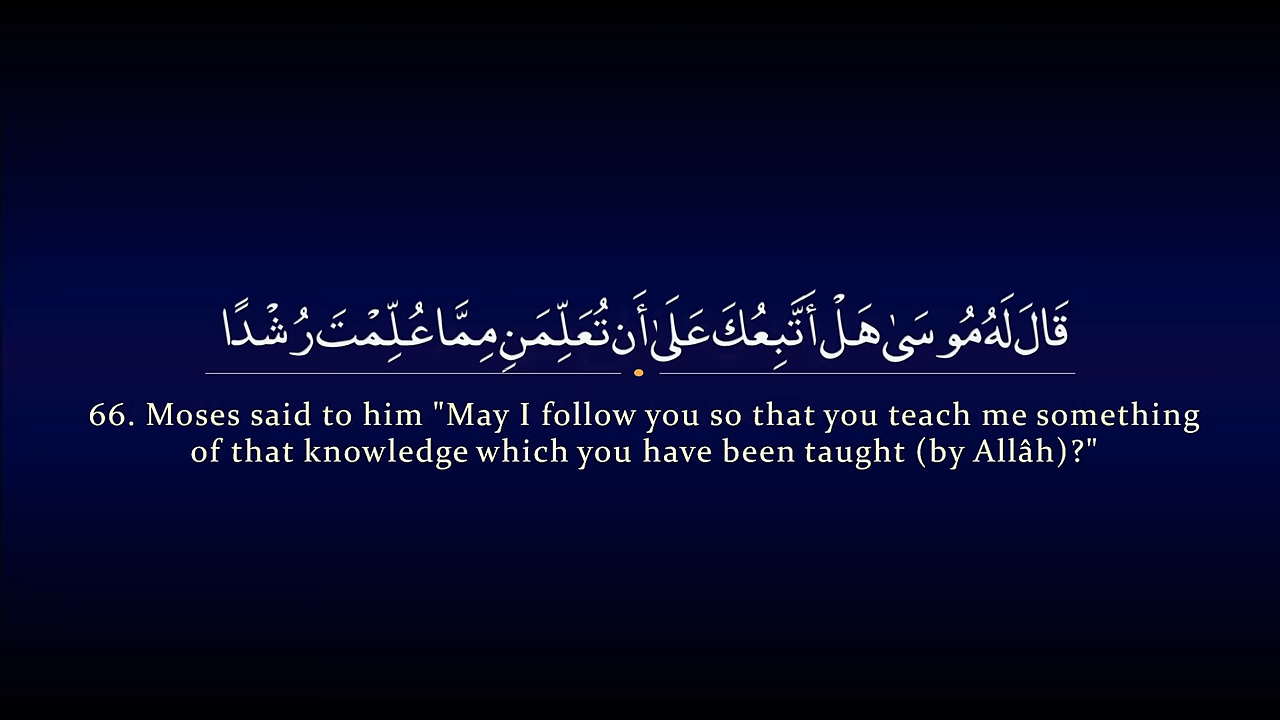 قَالَ لَهُ مُوسَىٰ هَلْ أَتَّبِعُكَ عَلَىٰ أَن تُعَلِّمَنِ مِمَّا عُلِّمْتَ رُشْدًا
66. Moses said to him "May I follow you so that you teach me something
of that knowledge which you have been taught (by Allâh)?"